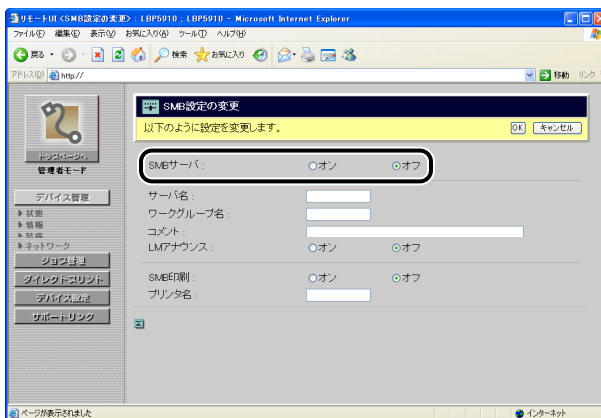 リモートUI <SMB設定の変更> : LBP5910 ; LBP5910 - Microsoft Internet Explorer
ファイル(F) 編集(E) 表示(V) お気に入り(A) ツール(T) ヘルプ(H)
戻る 検索 お気に入り
アドレス(D) http:// 移動 リンク
SMB設定の変更
以下のように設定を変更します。 OK キャンセル
トップページへ
管理者モード
デバイス管理
状態
情報
ネットワーク
ジョブ管理
ダイレクトプリント
デバイス設定
サポートリンク
SMBサーバ : オン オフ
サーバ名 :
ワークグループ名 :
コメント :
LMアナウンス : オン オフ
SMB印刷 : オン オフ
プリンタ名 :
ページが表示されました インターネット